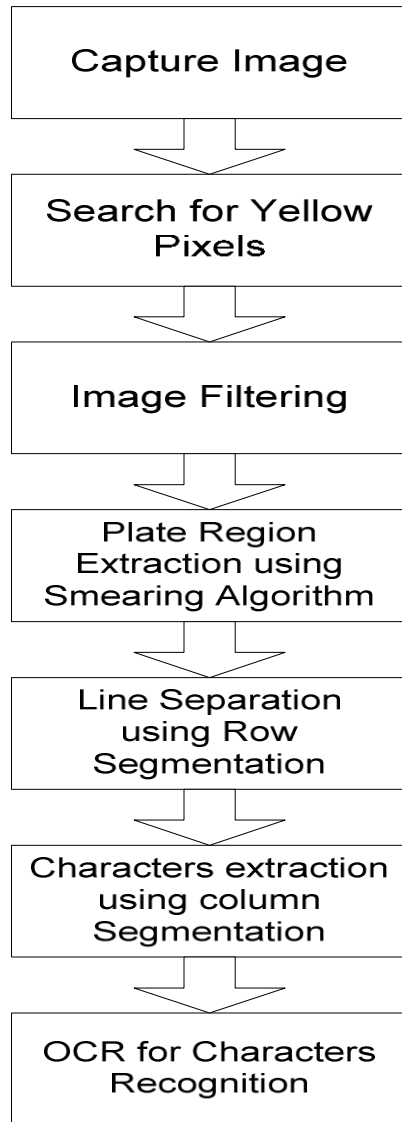 Capture Image
Search for Yellow
Pixels
Image Filtering
Plate Region
Extraction using
Smearing Algorithm
Line Separation
using Row
Segmentation
Characters extraction
using column
Segmentation
OCR for Characters
Recognition